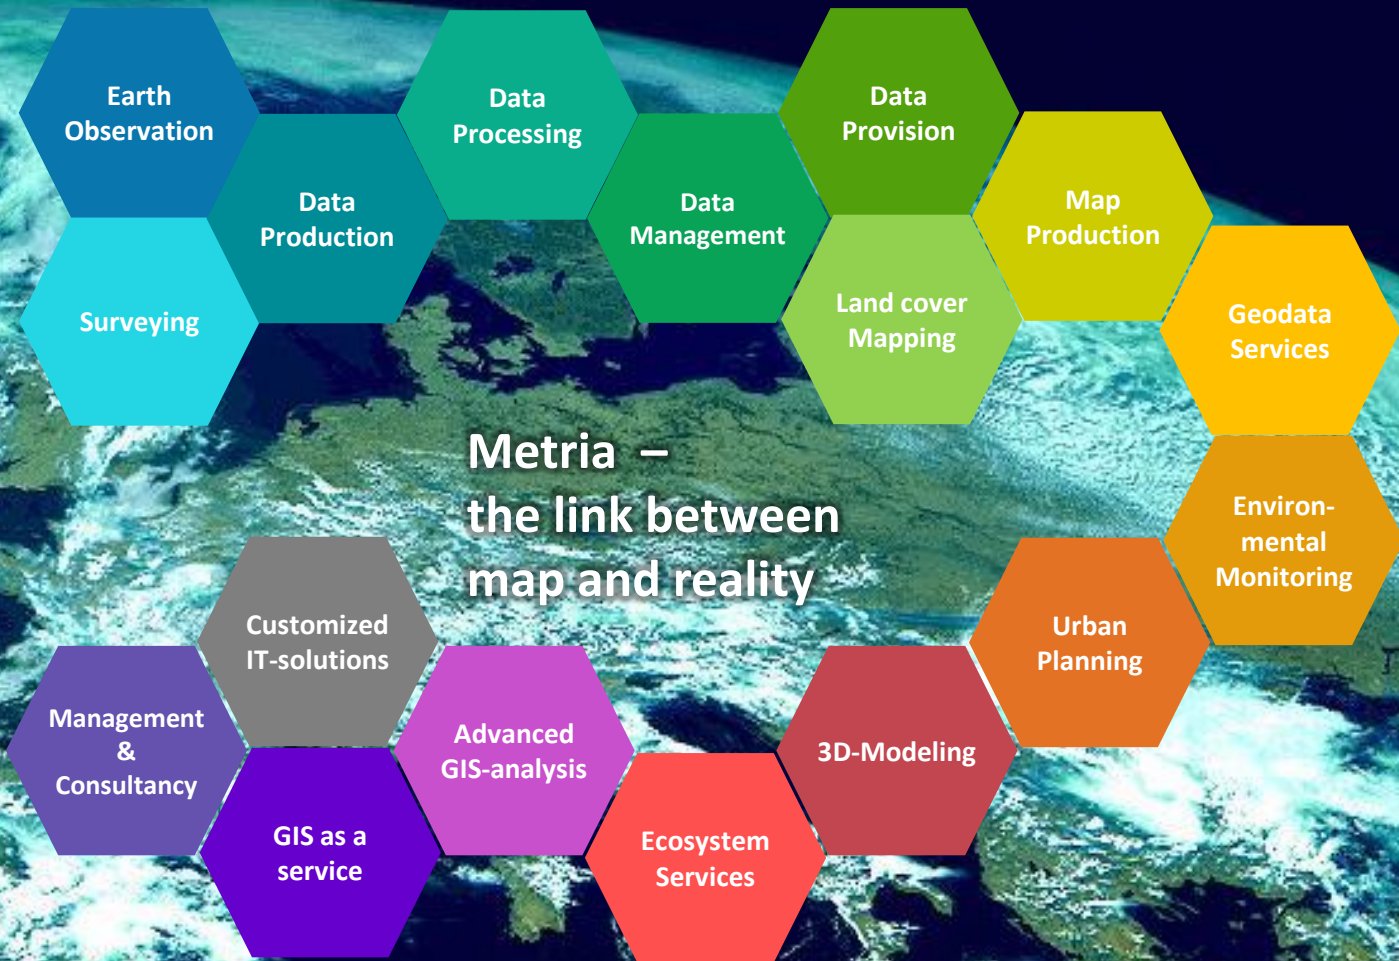 Earth
Observation
Data
Processing
Data
Provision
Data
Production
Data
Management
Map
Production
Surveying
Land cover
Mapping
Geodata
Services
Metria –
the link between
map and reality
Environ-
mental
Monitoring
Customized
IT-solutions
Urban
Planning
Management
&
Consultancy
Advanced
GIS-analysis
3D-Modeling
GIS as a
service
Ecosystem
Services